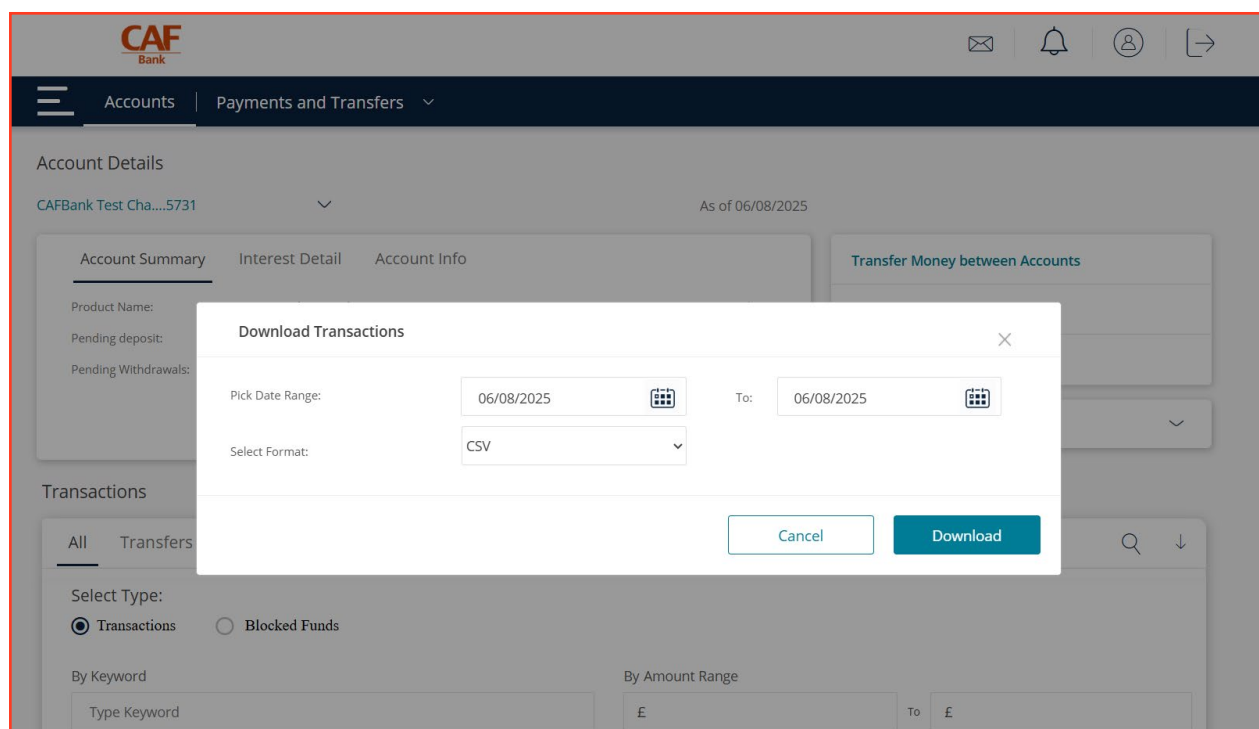 CAF
Bank
Accounts Payments and Transfers
Account Details
CAFBank Test Cha....5731
As of 06/08/2025
Account Summary Interest Detail Account Info
Transfer Money between Accounts
Product Name:
Pending deposit:
Pending Withdrawals:
Download Transactions
Pick Date Range: 06/08/2025 To: 06/08/2025
Select Format: CSV
Cancel Download
Transactions
All Transfers
Select Type:
Transactions Blocked Funds
By Keyword By Amount Range
Type Keyword £ To £